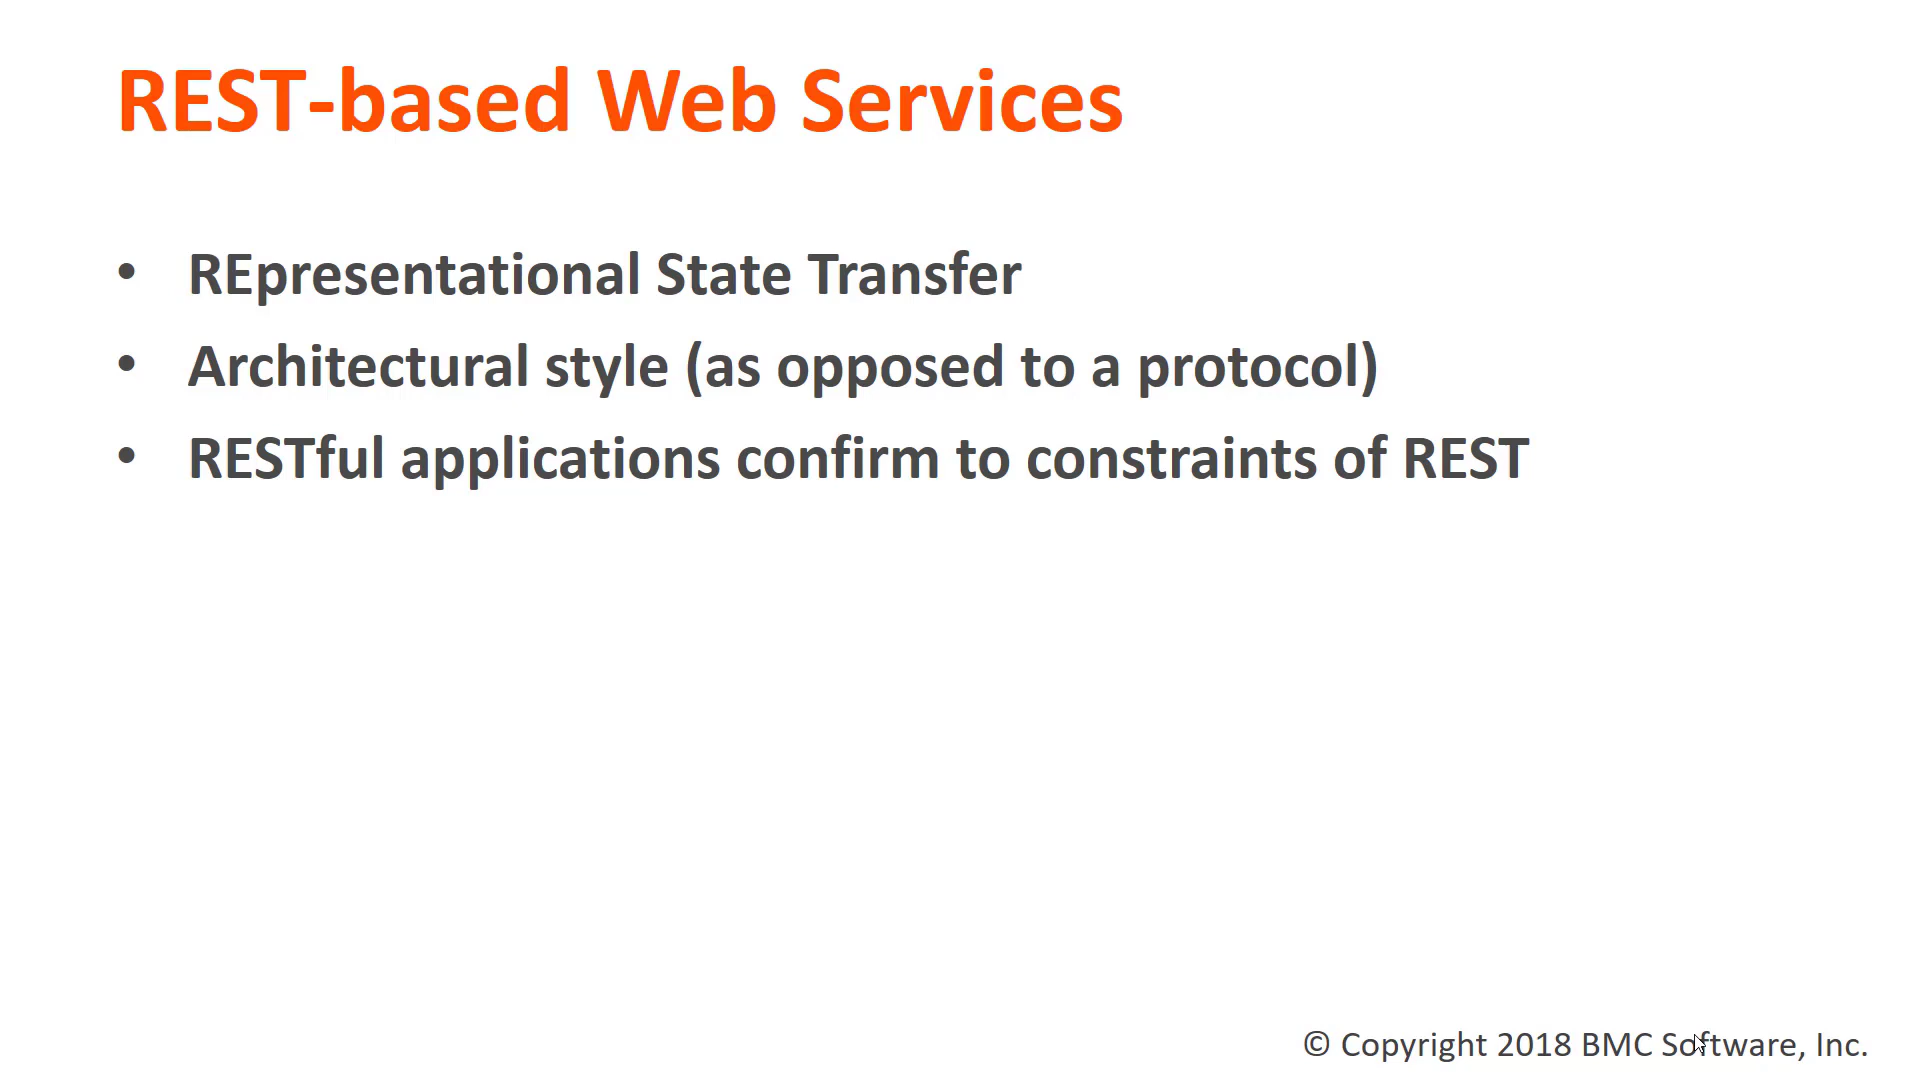 REST-based Web Services
• REpresentational State Transfer
• Architectural style (as opposed to a protocol)
• RESTful applications confirm to constraints of REST
© Copyright 2018 BMC Software, Inc.